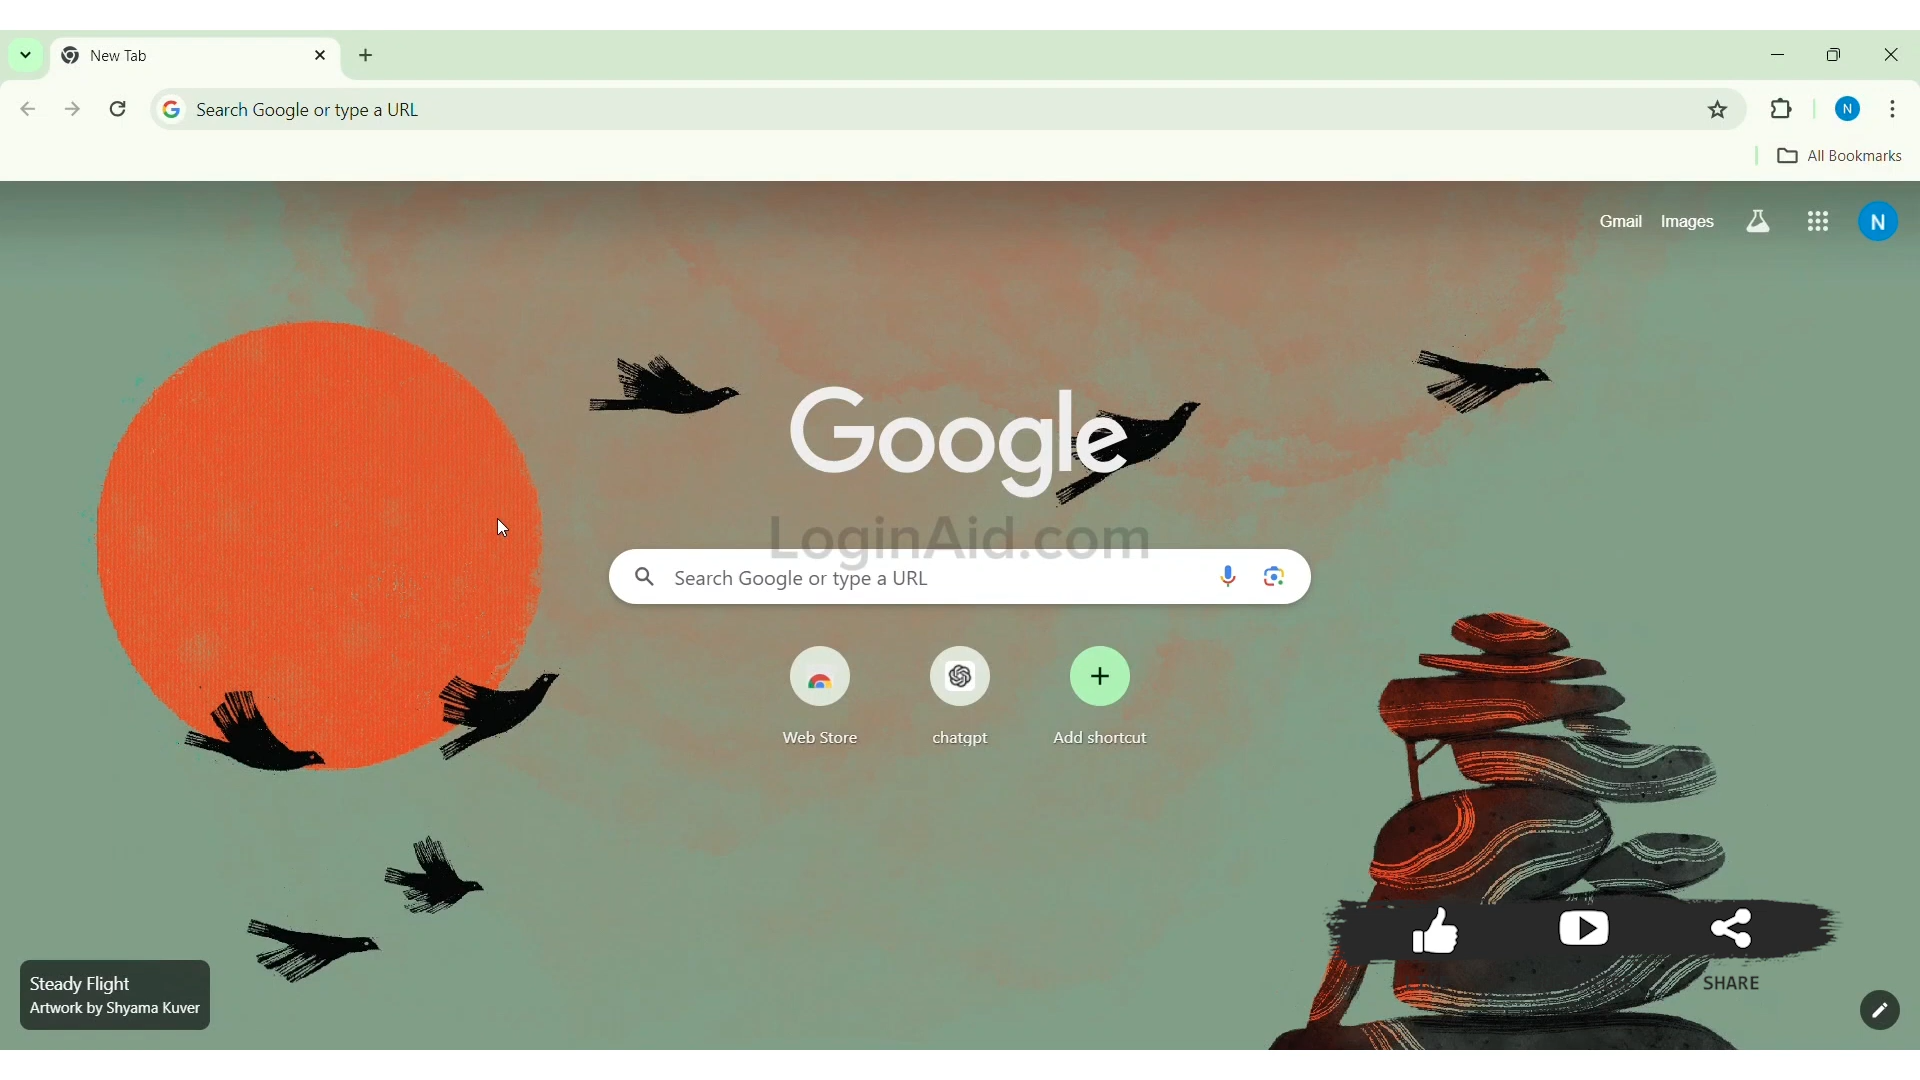 New Tab
Search Google or type a URL
All Bookmarks
Gmail Images
N
N
Google
LoginAid.com
Search Google or type a URL
Web Store chatgpt Add shortcut
SHARE
Steady Flight
Artwork by Shyama Kuver